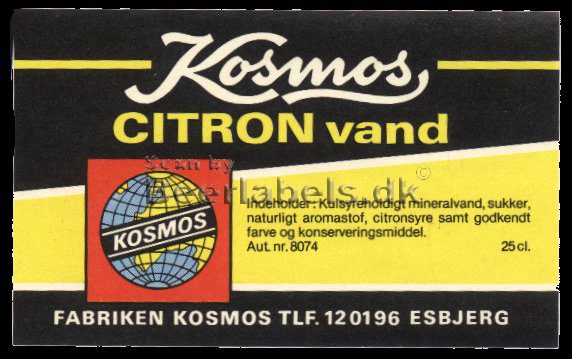 Kosmos
CITRON vand
Scan by
Beerlabels.dk ©
Indeholder: Kulsyreholdigt mineralvand, sukker,
naturligt aromastof, citronsyre samt godkendt
farve og konserveringsmiddel.
Aut. nr. 8074 25 cl.
KOSMOS
FABRIKEN KOSMOS TLF. 120196 ESBJERG